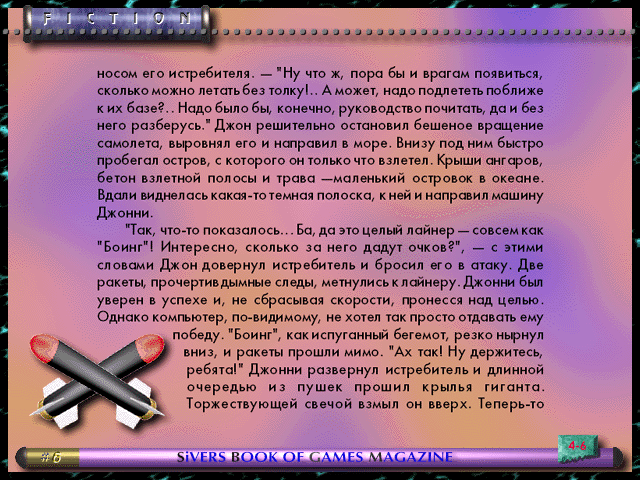 FICTION
носом его истребителя. — "Ну что ж, пора бы и врагам появиться,
сколько можно летать без толку!.. А может, надо подлететь поближе
к их базе?.. Надо было бы, конечно, руководство почитать, да и без
него разберусь." Джон решительно остановил бешеное вращение
самолета, выровнял его и направил в море. Внизу под ним быстро
пробегал остров, с которого он только что взлетел. Крыши ангаров,
бетон взлетной полосы и трава —маленький островок в океане.
Вдали виднелась какая-то темная полоска, к ней и направил машину
Джонни.
"Так, что-то показалось... Ба, да это целый лайнер — совсем как
"Боинг"! Интересно, сколько за него дадут очков?", — с этими
словами Джон довернул истребитель и бросил его в атаку. Две
ракеты, прочертив дымные следы, метнулись к лайнеру. Джонни был
уверен в успехе и, не сбрасывая скорости, пронесся над целью.
Однако компьютер, по-видимому, не хотел так просто отдавать ему
победу. "Боинг", как испуганный бегемот, резко нырнул
вниз, и ракеты прошли мимо. "Ах так! Ну держитесь,
ребята!" Джонни развернул истребитель и длинной
очередью из пушек прошил крылья гиганта.
Торжествующей свечой взмыл он вверх. Теперь-то
#6
SiVERS BOOK OF GAMES MAGAZINE
4-6